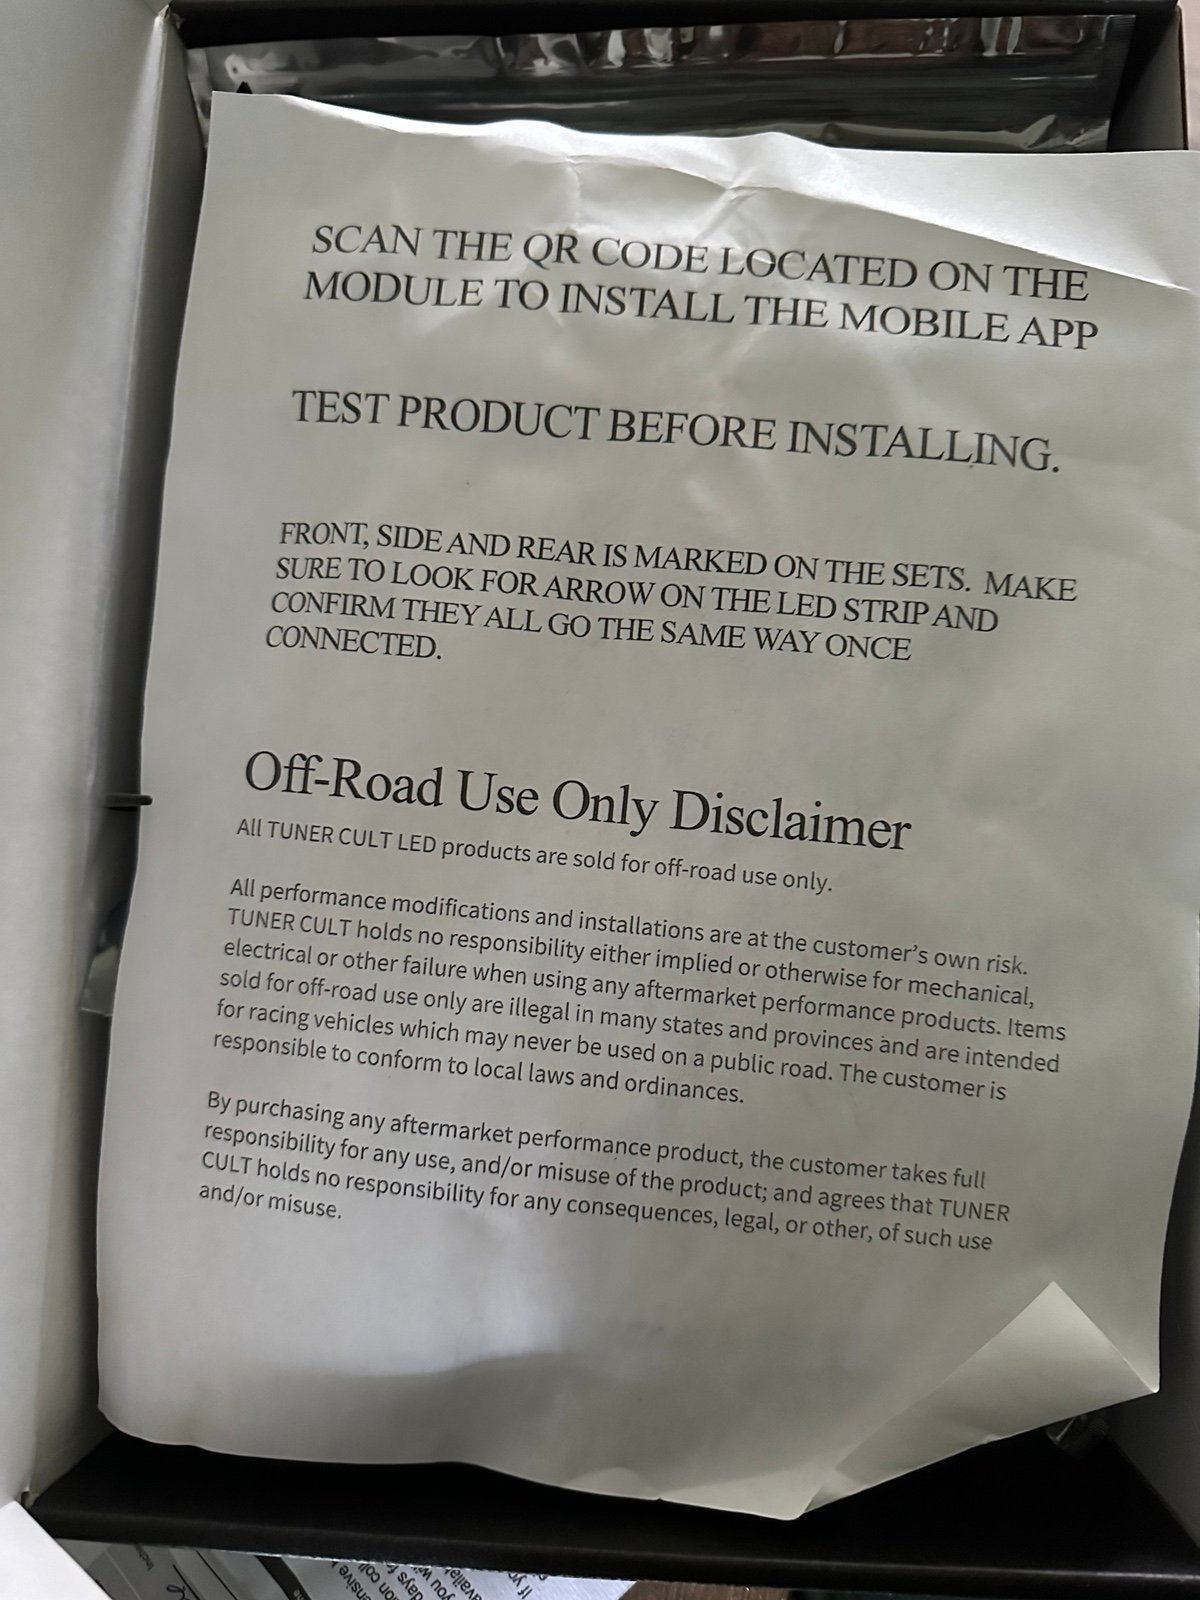 SCAN THE QR CODE LOCATED ON THE
MODULE TO INSTALL THE MOBILE APP
TEST PRODUCT BEFORE INSTALLING.
FRONT, SIDE AND REAR IS MARKED ON THE SETS. MAKE
SURE TO LOOK FOR ARROW ON THE LED STRIP AND
CONFIRM THEY ALL GO THE SAME WAY ONCE
CONNECTED.
Off-Road Use Only Disclaimer
All TUNER CULT LED products are sold for off-road use only.
All performance modifications and installations are at the customer's own risk.
TUNER CULT holds no responsibility either implied or otherwise for mechanical,
electrical or other failure when using any aftermarket performance products. Items
sold for off-road use only are illegal in many states and provinces and are intended
for racing vehicles which may never be used on a public road. The customer is
responsible to conform to local laws and ordinances.
By purchasing any aftermarket performance product, the customer takes full
responsibility for any use, and/or misuse of the product; and agrees that TUNER
CULT holds no responsibility for any consequences, legal, or other, of such use
and/or misuse.